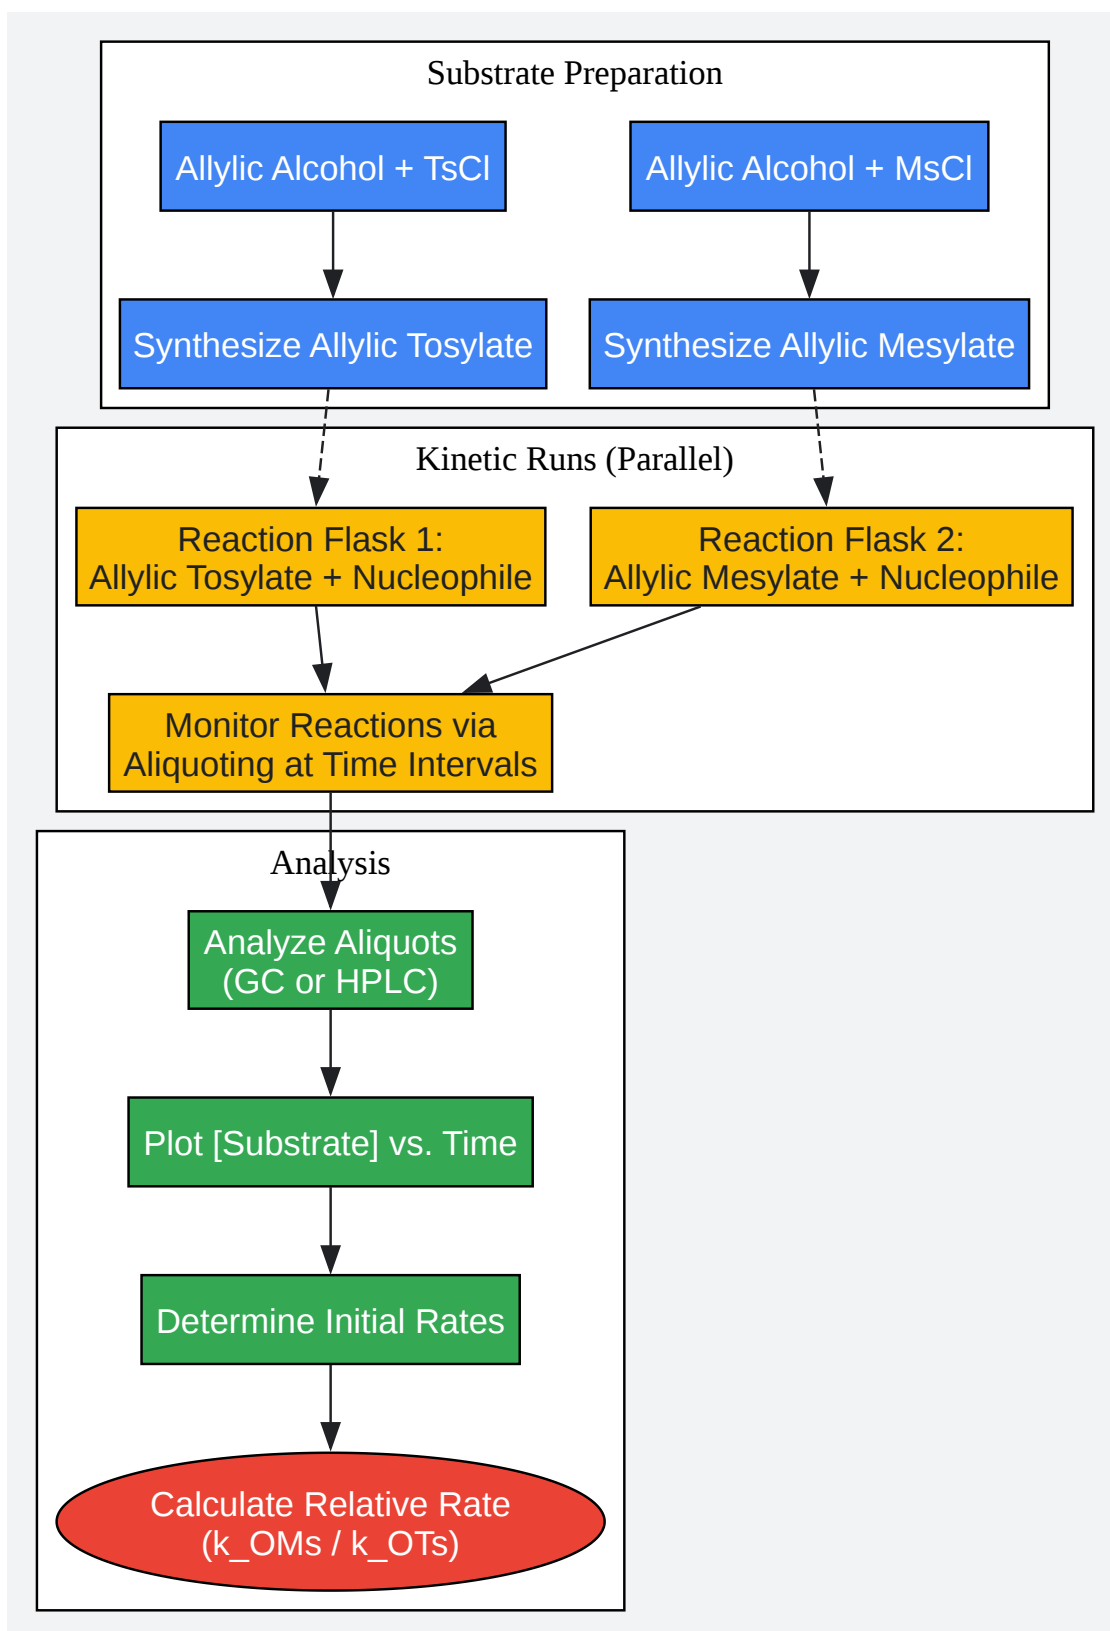 Substrate Preparation
Allylic Alcohol + TsCl
Allylic Alcohol + MsCl
Synthesize Allylic Tosylate
Synthesize Allylic Mesylate
Kinetic Runs (Parallel)
Reaction Flask 1:
Allylic Tosylate + Nucleophile
Reaction Flask 2:
Allylic Mesylate + Nucleophile
Monitor Reactions via
Aliquoting at Time Intervals
Analysis
Analyze Aliquots
(GC or HPLC)
Plot [Substrate] vs. Time
Determine Initial Rates
Calculate Relative Rate
(k_OMs / k_OTs)